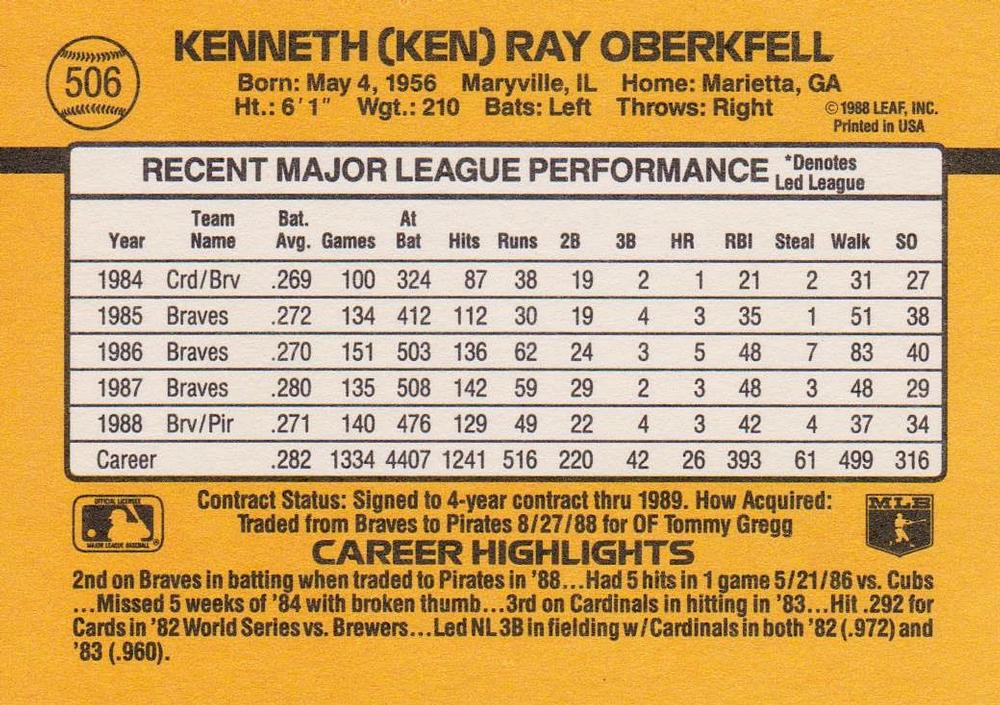 506
KENNETH (KEN) RAY OBERKFELL
Born: May 4, 1956 Maryville, IL Home: Marietta, GA
Ht.: 6'1" Wgt.: 210 Bats: Left Throws: Right
© 1988 LEAF, INC.
Printed in USA
RECENT MAJOR LEAGUE PERFORMANCE *Denotes
Led League
Year Team Name Bat. Avg. Games At Bat Hits Runs 2B 3B HR RBI Steal Walk SO
1984 Crd/Brv .269 100 324 87 38 19 2 1 21 2 31 27
1985 Braves .272 134 412 112 30 19 4 3 35 1 51 38
1986 Braves .270 151 503 136 62 24 3 5 48 7 83 40
1987 Braves .280 135 508 142 59 29 2 3 48 3 48 29
1988 Brv/Pir .271 140 476 129 49 22 4 3 42 4 37 34
Career .282 1334 4407 1241 516 220 42 26 393 61 499 316
OFFICIAL LICENSEE
MAJOR LEAGUE BASEBALL
Contract Status: Signed to 4-year contract thru 1989. How Acquired:
Traded from Braves to Pirates 8/27/88 for OF Tommy Gregg
MLB
CAREER HIGHLIGHTS
2nd on Braves in batting when traded to Pirates in '88...Had 5 hits in 1 game 5/21/86 vs. Cubs
...Missed 5 weeks of '84 with broken thumb...3rd on Cardinals in hitting in '83...Hit .292 for
Cards in '82 World Series vs. Brewers...Led NL 3B in fielding w/Cardinals in both '82 (.972) and
'83 (.960).